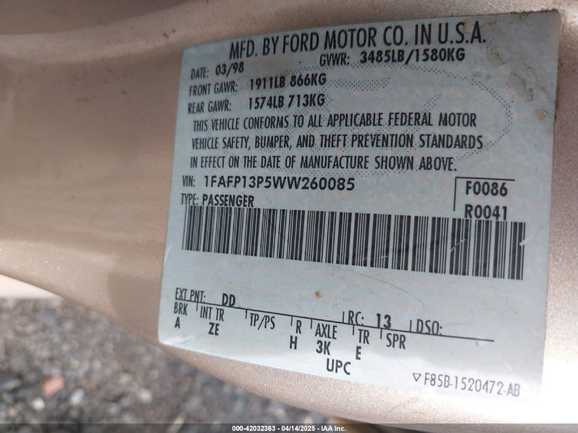 MFD. BY FORD MOTOR CO. IN U.S.A.
DATE: 03/98 GVWR: 3485LB/1580KG
FRONT GAWR: 1911LB 866KG
REAR GAWR: 1574LB 713KG
THIS VEHICLE CONFORMS TO ALL APPLICABLE FEDERAL MOTOR
VEHICLE SAFETY, BUMPER, AND THEFT PREVENTION STANDARDS
IN EFFECT ON THE DATE OF MANUFACTURE SHOWN ABOVE.
VIN: 1FAFP13P5WW260085 F0086
TYPE: PASSENGER R0041
EXT PNT: DD RC: 13 DSO:
BRK INT TR TP/PS R AXLE TR SPR
A ZE H 3K E
UPC
F85B-1520472-AB
000-42032363 - 04/14/2025 - IAAI.com